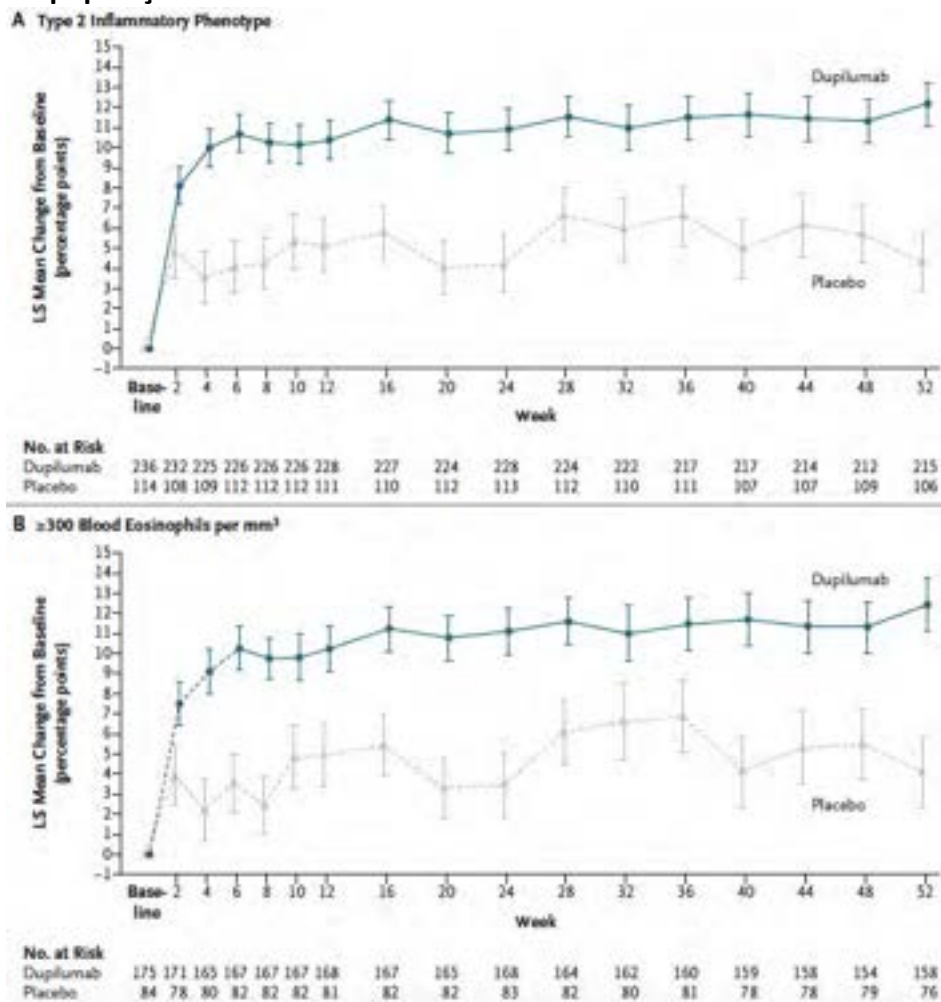 A Type 2 Inflammatory Phenotype
LS Mean Change from Baseline
(percentage points)
15
14
13
12
11
10
9
8
7
6
5
4
3
2
1
0
−1
Dupilumab
Placebo
Base-
line
2 4 6 8 10 12 16 20 24 28 32 36 40 44 48 52
Week
No. at Risk
Dupilumab 236 232 225 226 226 226 228 227 224 228 224 222 217 217 214 212 215
Placebo 114 108 109 112 112 112 111 110 112 113 112 110 111 107 107 109 106
B ≥300 Blood Eosinophils per mm³
LS Mean Change from Baseline
(percentage points)
15
14
13
12
11
10
9
8
7
6
5
4
3
2
1
0
−1
Dupilumab
Placebo
Base-
line
2 4 6 8 10 12 16 20 24 28 32 36 40 44 48 52
Week
No. at Risk
Dupilumab 175 171 165 167 167 167 168 167 165 168 164 162 160 159 158 154 158
Placebo 84 78 80 82 82 82 81 82 82 83 82 80 81 78 78 79 76